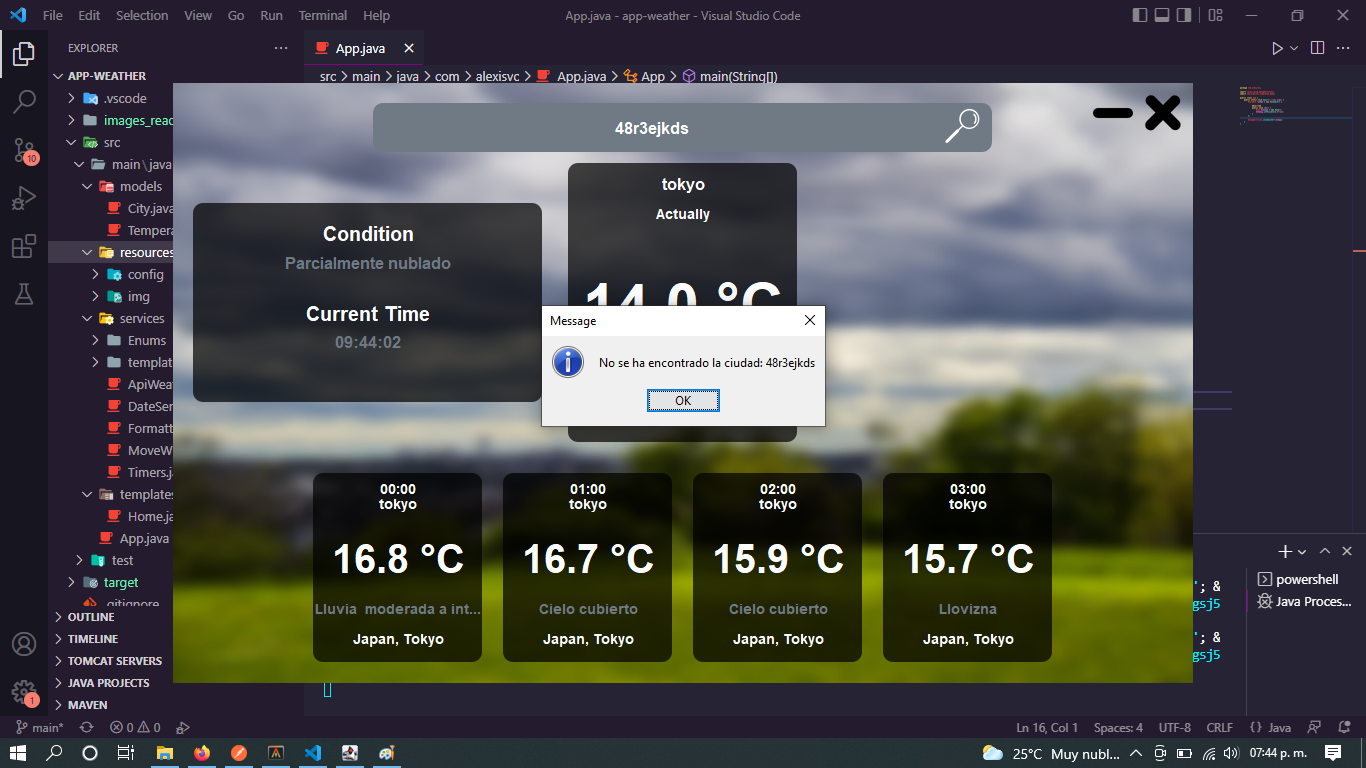 File Edit Selection View Go Run Terminal Help
App.java - app-weather - Visual Studio Code
EXPLORER
APP-WEATHER
.vscode
images_read
src
main\java
models
City.java
Tempera
resources
config
img
services
Enums
templat
ApiWeat
DateSer
Formatt
MoveW
Timers.j
templates
Home.ja
App.java
test
target
.gitignore
OUTLINE
TIMELINE
TOMCAT SERVERS
JAVA PROJECTS
MAVEN
10
1
App.java
src > main > java > com > alexisvc > App.java > App > main(String[])
48r3ejkds
Condition
Parcialmente nublado
Current Time
09:44:02
tokyo
Actually
14.0 °C
Message
No se ha encontrado la ciudad: 48r3ejkds
OK
00:00
tokyo
16.8 °C
Lluvia moderada a int...
Japan, Tokyo
01:00
tokyo
16.7 °C
Cielo cubierto
Japan, Tokyo
02:00
tokyo
15.9 °C
Cielo cubierto
Japan, Tokyo
03:00
tokyo
15.7 °C
Llovizna
Japan, Tokyo
'; &
gsj5
'; &
gsj5
powershell
Java Proces...
main* 0 0
Ln 16, Col 1 Spaces: 4 UTF-8 CRLF {} Java
25°C Muy nubl... 07:44 p. m.